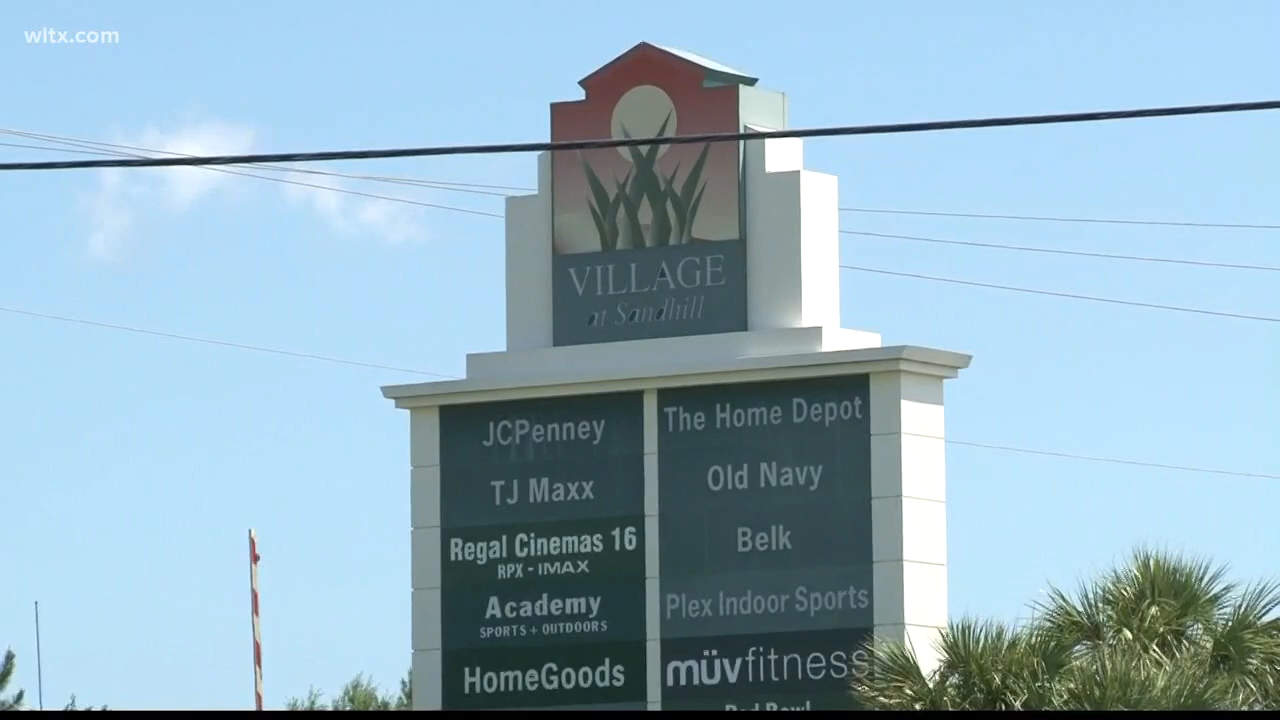 wltx.com
VILLAGE
at Sandhill
JCPenney
TJ Maxx
Regal Cinemas 16
RPX - IMAX
Academy
SPORTS + OUTDOORS
HomeGoods
The Home Depot
Old Navy
Belk
Plex Indoor Sports
müvfitness